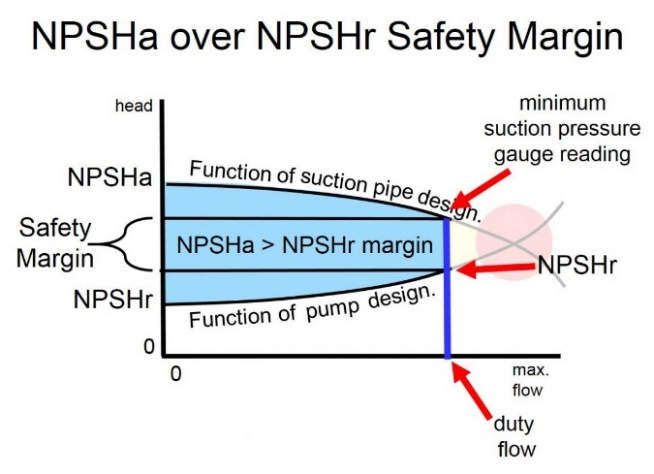 NPSHa over NPSHr Safety Margin
head
minimum
suction pressure
gauge reading
NPSHa
Function of suction pipe design.
Safety
Margin
NPSHa > NPSHr margin
NPSHr
NPSHr
Function of pump design.
0
0
max.
flow
duty
flow